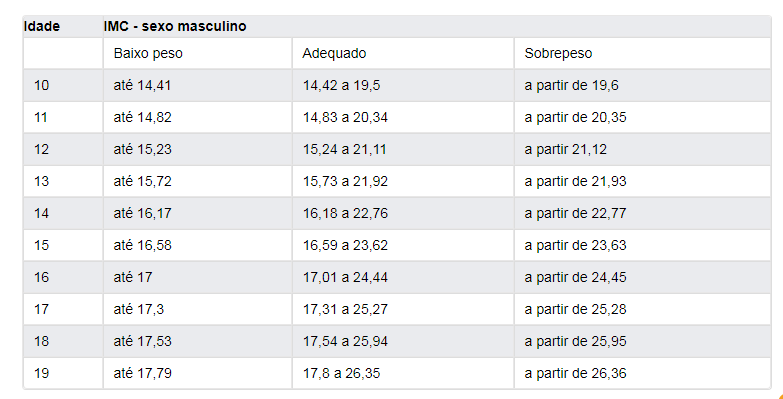 Idade IMC - sexo masculino
Baixo peso Adequado Sobrepeso
10 até 14,41 14,42 a 19,5 a partir de 19,6
11 até 14,82 14,83 a 20,34 a partir de 20,35
12 até 15,23 15,24 a 21,11 a partir 21,12
13 até 15,72 15,73 a 21,92 a partir de 21,93
14 até 16,17 16,18 a 22,76 a partir de 22,77
15 até 16,58 16,59 a 23,62 a partir de 23,63
16 até 17 17,01 a 24,44 a partir de 24,45
17 até 17,3 17,31 a 25,27 a partir de 25,28
18 até 17,53 17,54 a 25,94 a partir de 25,95
19 até 17,79 17,8 a 26,35 a partir de 26,36